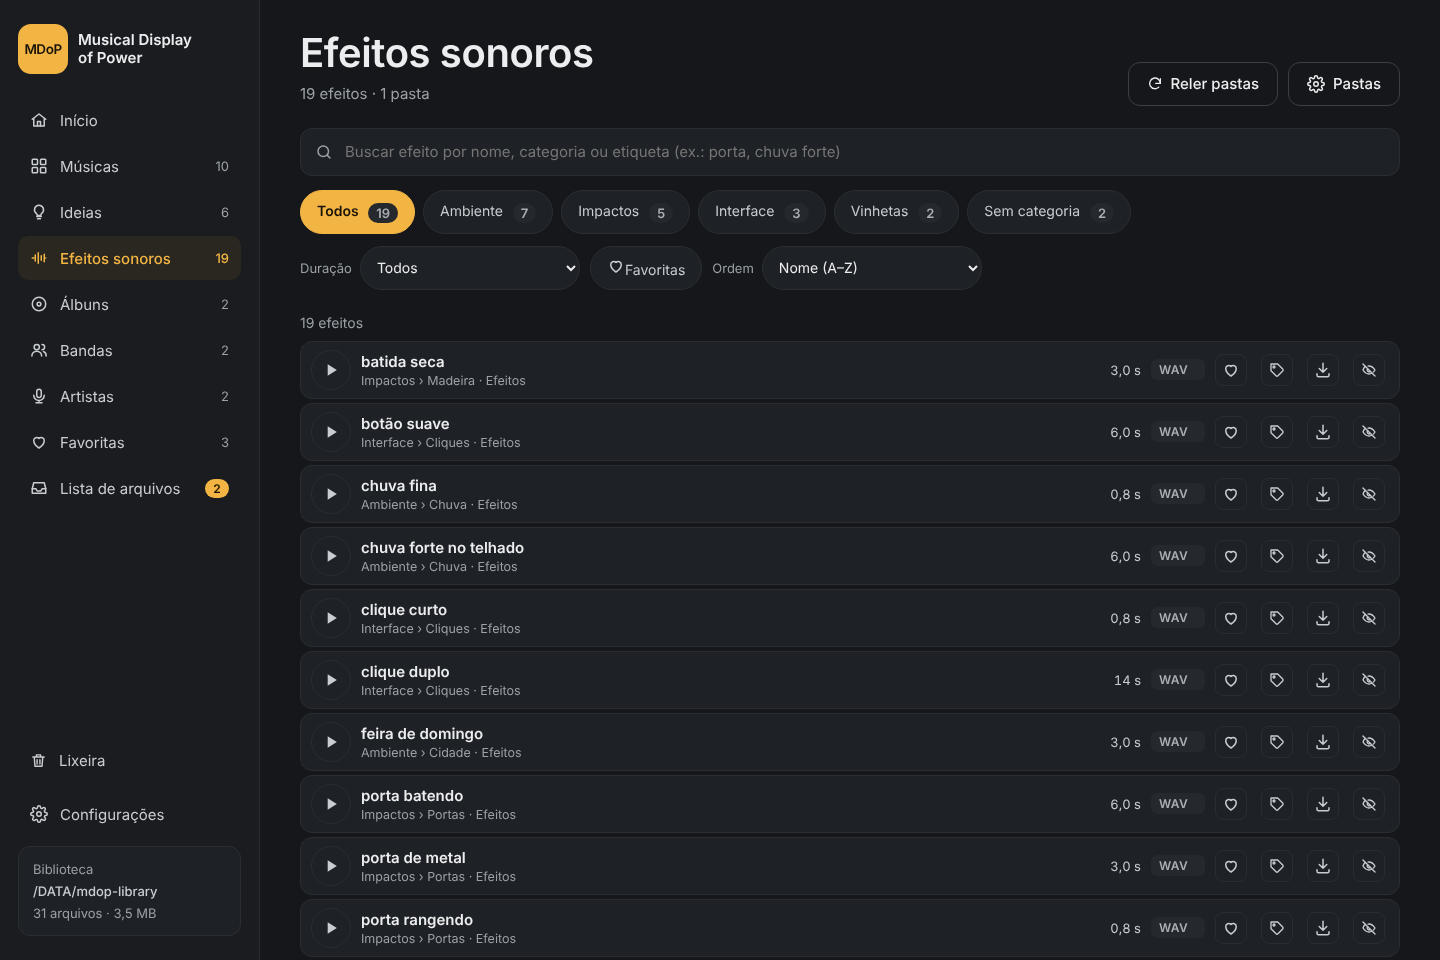 MDoP
Musical Display
of Power
Início
Músicas 10
Ideias 6
Efeitos sonoros 19
Álbuns 2
Bandas 2
Artistas 2
Favoritas 3
Lista de arquivos 2
Lixeira
Configurações
Biblioteca
/DATA/mdop-library
31 arquivos · 3,5 MB
Efeitos sonoros
19 efeitos · 1 pasta
Reler pastas
Pastas
Buscar efeito por nome, categoria ou etiqueta (ex.: porta, chuva forte)
Todos 19 Ambiente 7 Impactos 5 Interface 3 Vinhetas 2 Sem categoria 2
Duração Todos Favoritas Ordem Nome (A–Z)
19 efeitos
batida seca
Impactos › Madeira · Efeitos
3,0 s WAV
botão suave
Interface › Cliques · Efeitos
6,0 s WAV
chuva fina
Ambiente › Chuva · Efeitos
0,8 s WAV
chuva forte no telhado
Ambiente › Chuva · Efeitos
6,0 s WAV
clique curto
Interface › Cliques · Efeitos
0,8 s WAV
clique duplo
Interface › Cliques · Efeitos
14 s WAV
feira de domingo
Ambiente › Cidade · Efeitos
3,0 s WAV
porta batendo
Impactos › Portas · Efeitos
6,0 s WAV
porta de metal
Impactos › Portas · Efeitos
3,0 s WAV
porta rangendo
Impactos › Portas · Efeitos
0,8 s WAV